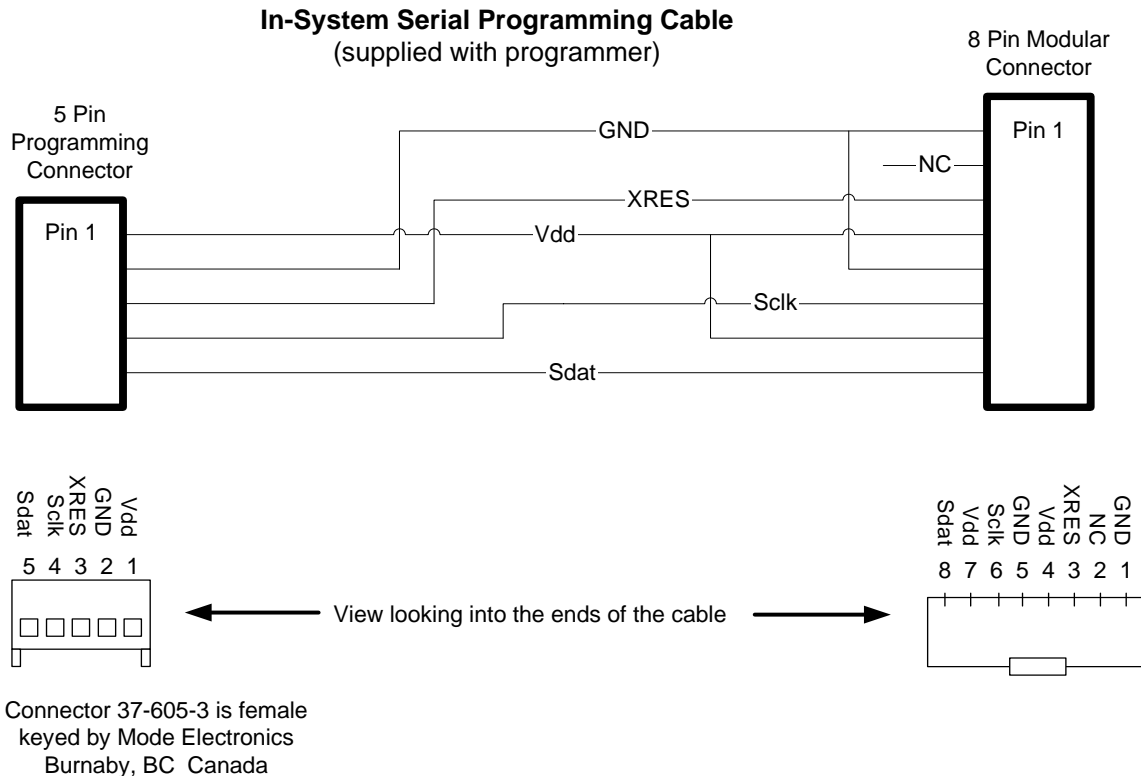 In-System Serial Programming Cable
(supplied with programmer)
8 Pin Modular
Connector
5 Pin
Programming
Connector
Pin 1
Pin 1
GND
NC
XRES
Vdd
Sclk
Sdat
Sdat
Sclk
XRES
GND
Vdd
5 4 3 2 1
View looking into the ends of the cable
Sdat
Vdd
Sclk
GND
Vdd
XRES
NC
GND
8 7 6 5 4 3 2 1
Connector 37-605-3 is female
keyed by Mode Electronics
Burnaby, BC Canada